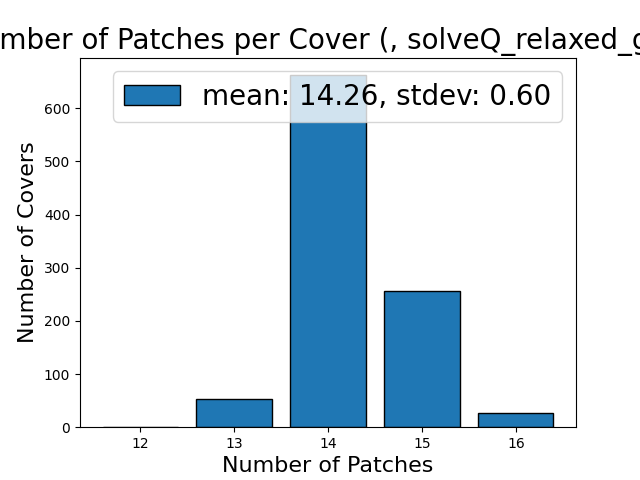 mber of Patches per Cover (, solveQ_relaxed_g
mean: 14.26, stdev: 0.60
Number of Covers
600
500
400
300
200
100
0
12 13 14 15 16
Number of Patches